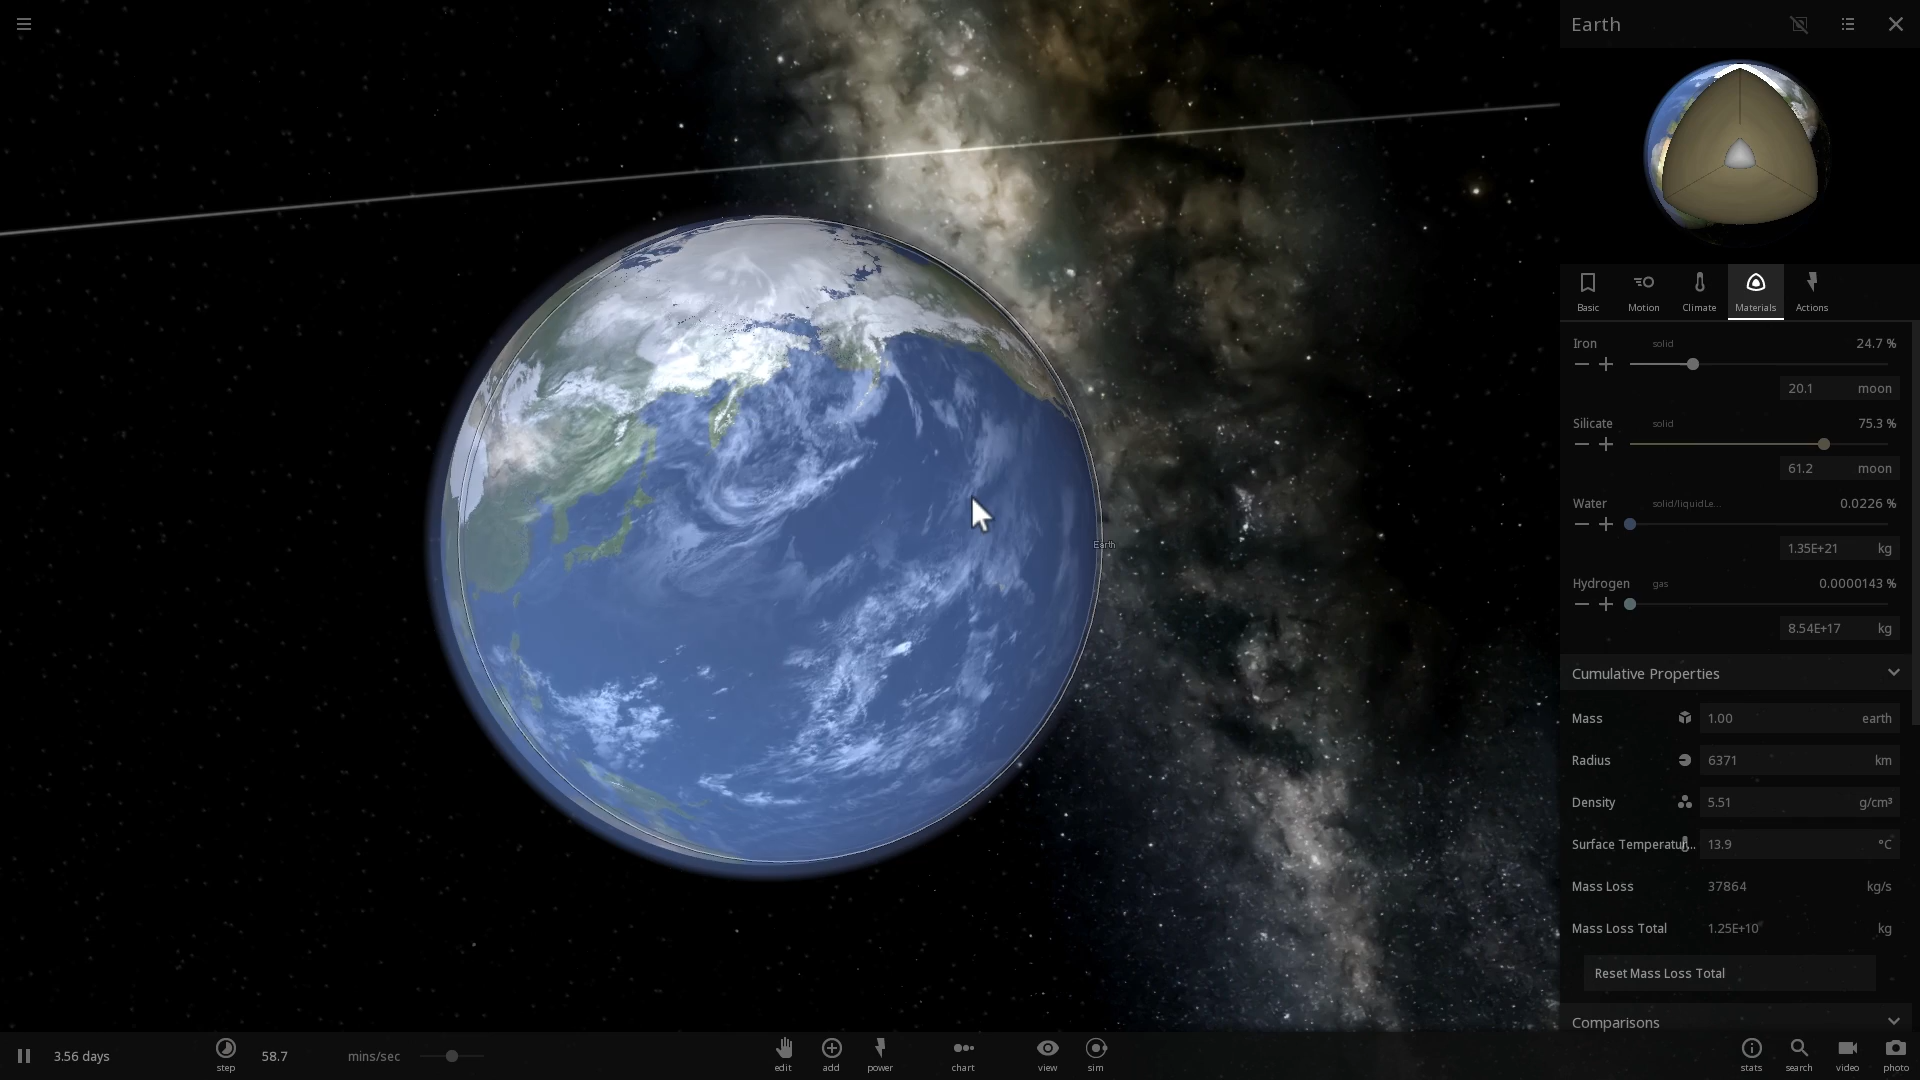 Earth
Basic
Motion
Climate
Materials
Actions
Iron solid 24.7 %
20.1 moon
Silicate solid 75.3 %
61.2 moon
Water solid/liquidLe... 0.0226 %
1.35E+21 kg
Earth
Hydrogen gas 0.0000143 %
8.54E+17 kg
Cumulative Properties
Mass 1.00 earth
Radius 6371 km
Density 5.51 g/cm³
Surface Temperatur... 13.9 °C
Mass Loss 37864 kg/s
Mass Loss Total 1.25E+10 kg
Reset Mass Loss Total
Comparisons
3.56 days
step
58.7 mins/sec
edit
add
power
chart
view
sim
stats
search
video
photo